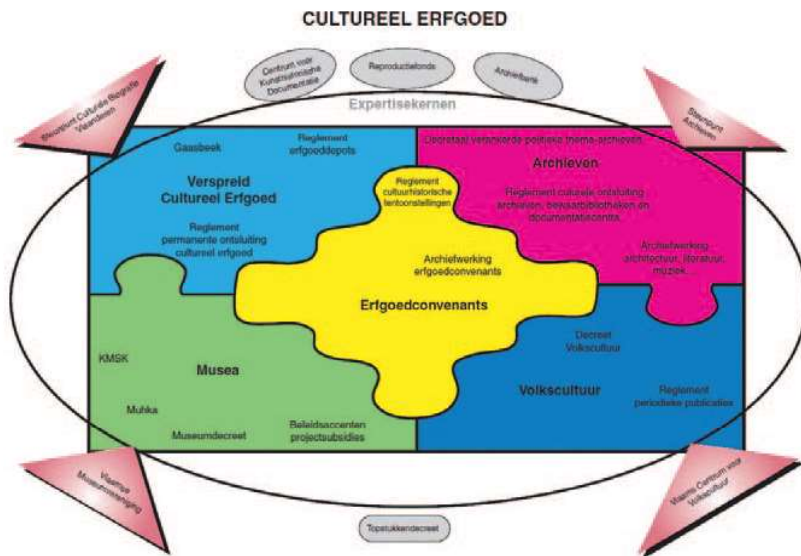 CULTUREEL ERFGOED
Centrum voor
Kunsthistorische
Documentatie
Reproductiefonds
Archiefbank
Expertisekernen
Steunpunt Culturele Biografie
Vlaanderen
Steunpunt
Archieven
Gaasbeek
Reglement
erfgoeddepots
Verspreid
Cultureel Erfgoed
Reglement
permanente ontsluiting
cultureel erfgoed
Decretaal verankerde politieke thema-archieven
Archieven
Reglement culturele ontsluiting
archieven, bewaarbibliotheken en
documentatiecentra
Archiefwerking
architectuur, literatuur,
muziek...
Reglement
cultuurhistorische
tentoonstellingen
Archiefwerking
erfgoedconvenants
Erfgoedconvenants
KMSK
Musea
Muhka
Museumdecreet
Beleidsaccenten
projectsubsidies
Decreet
Volkscultuur
Volkscultuur
Reglement
periodieke publicaties
Vlaamse
Museumvereniging
Vlaams Centrum voor
Volkscultuur
Topstukkendecreet